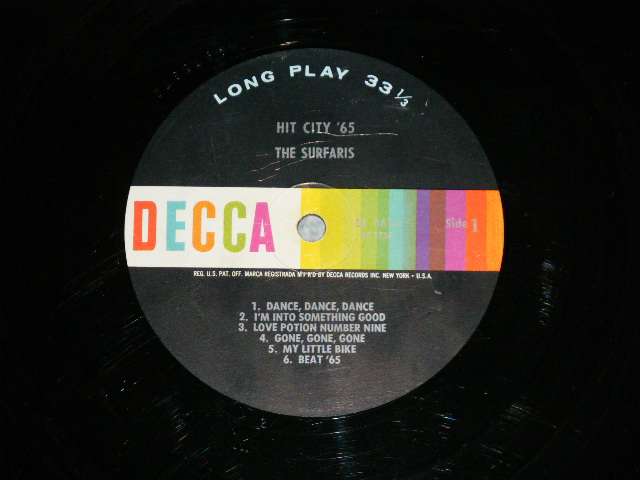 LONG PLAY 33 1/3
HIT CITY '65
THE SURFARIS
DECCA
Side 1
REG. U.S. PAT. OFF. MARCA REGISTRADA M'F'R'D BY DECCA RECORDS INC. NEW YORK • U.S.A.
1. DANCE, DANCE, DANCE
2. I'M INTO SOMETHING GOOD
3. LOVE POTION NUMBER NINE
4. GONE, GONE, GONE
5. MY LITTLE BIKE
6. BEAT '65